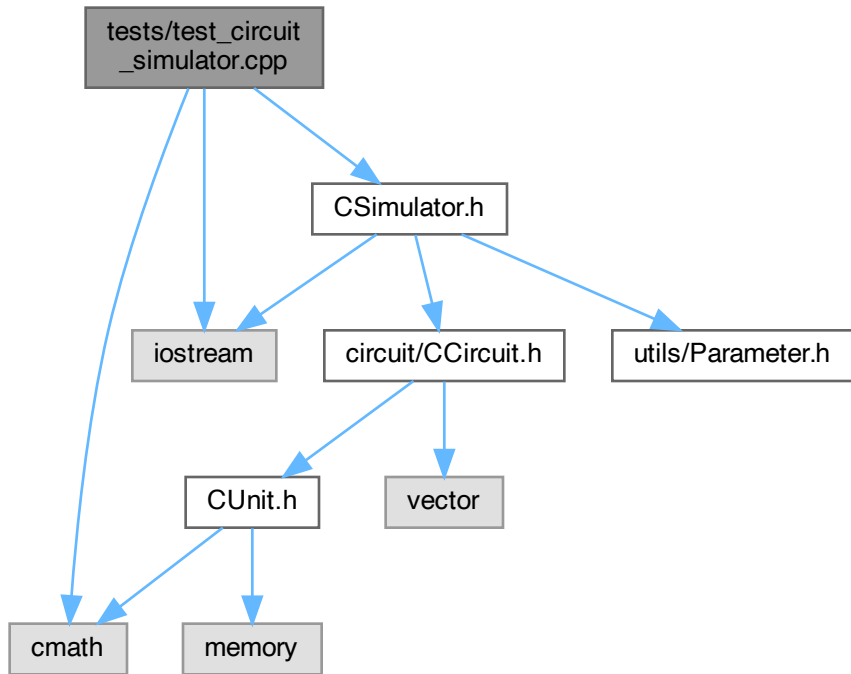 tests/test_circuit
_simulator.cpp
CSimulator.h
iostream
circuit/CCircuit.h
utils/Parameter.h
CUnit.h
vector
cmath
memory